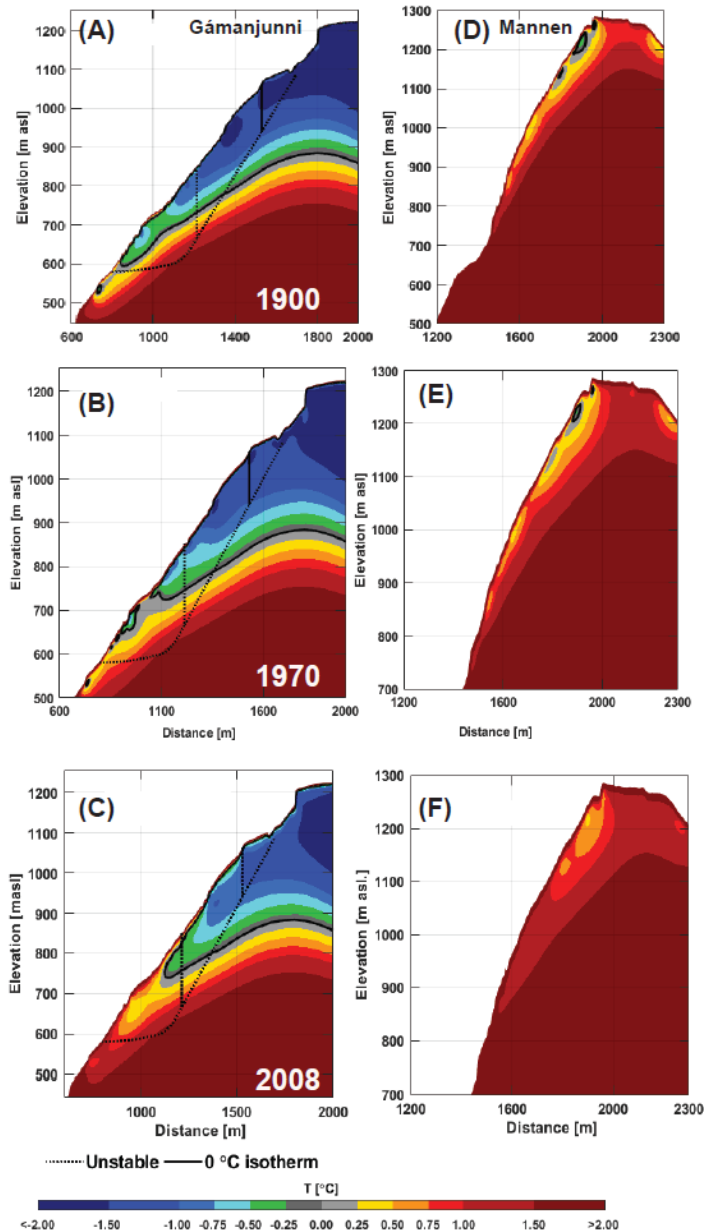 (A) Gámanjunni
Elevation [m asl]
1200
1100
1000
900
800
700
600
500
600 1000 1400 1800 2000
1900
(D) Mannen
Elevation [m asl]
1300
1200
1100
1000
900
800
700
600
500
1200 1600 2000 2300
(B)
Elevation [m asl]
1200
1100
1000
900
800
700
600
500
600 1100 1600 2000
Distance [m]
1970
(E)
Elevation [m asl]
1300
1200
1100
1000
900
800
700
1200 1600 2000 2300
Distance [m]
(C)
Elevation [masl]
1200
1100
1000
900
800
700
600
500
1000 1500 2000
Distance [m]
2008
(F)
Elevation [m asl.]
1300
1200
1100
1000
900
800
700
1200 1600 2000 2300
Distance [m]
Unstable 0 °C isotherm
T [°C]
<-2.00 -1.50 -1.00 -0.75 -0.50 -0.25 0.00 0.25 0.50 0.75 1.00 1.50 >2.00